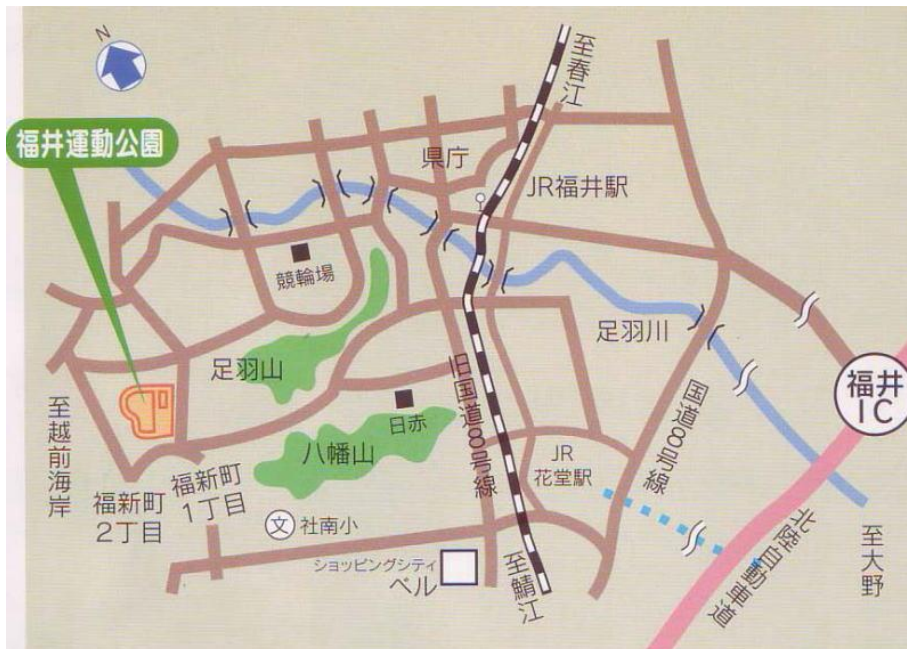 N
至春江
福井運動公園
県庁
JR福井駅
競輪場
足羽山
足羽川
福井
IC
日赤
旧国道8号線
国道8号線
至越前海岸
八幡山
JR
花堂駅
福新町
1丁目
福新町
2丁目
文
社南小
ショッピングシティ
ベル
至鯖江
北陸自動車道
至大野